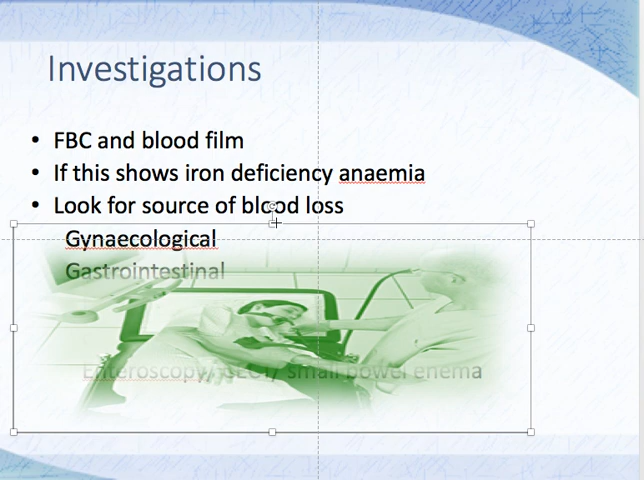 Investigations
• FBC and blood film
• If this shows iron deficiency anaemia
• Look for source of blood loss
Gynaecological
Gastrointestinal
Enteroscopy/ small bowel enema